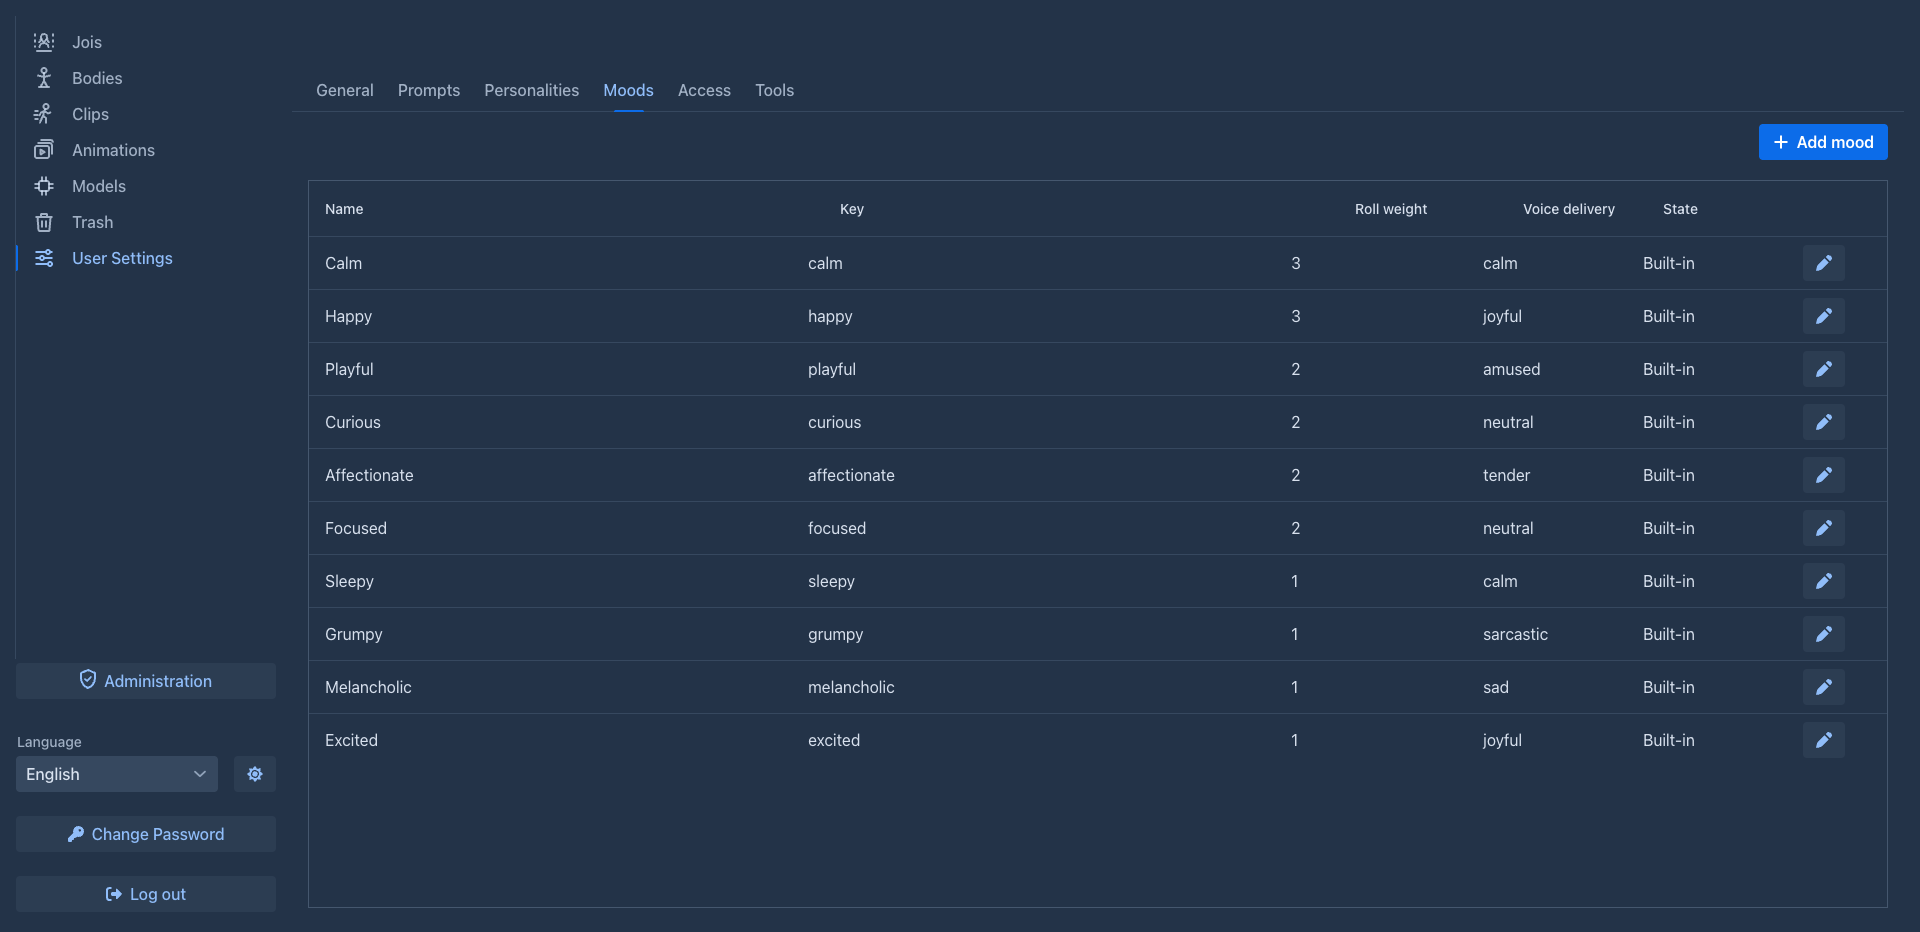 Jois
Bodies
Clips
Animations
Models
Trash
User Settings
Administration
Language
English
Change Password
Log out
General Prompts Personalities Moods Access Tools
Add mood
Name Key Roll weight Voice delivery State
Calm calm 3 calm Built-in
Happy happy 3 joyful Built-in
Playful playful 2 amused Built-in
Curious curious 2 neutral Built-in
Affectionate affectionate 2 tender Built-in
Focused focused 2 neutral Built-in
Sleepy sleepy 1 calm Built-in
Grumpy grumpy 1 sarcastic Built-in
Melancholic melancholic 1 sad Built-in
Excited excited 1 joyful Built-in